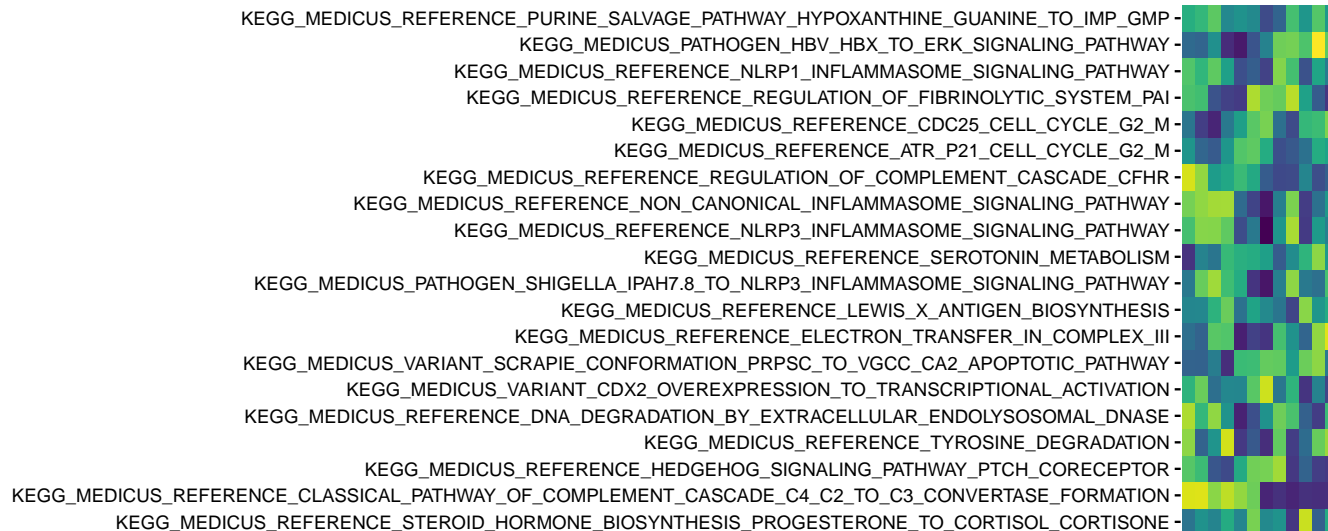 KEGG_MEDICUS_REFERENCE_PURINE_SALVAGE_PATHWAY_HYPOXANTHINE_GUANINE_TO_IMP_GMP
KEGG_MEDICUS_PATHOGEN_HBV_HBX_TO_ERK_SIGNALING_PATHWAY
KEGG_MEDICUS_REFERENCE_NLRP1_INFLAMMASOME_SIGNALING_PATHWAY
KEGG_MEDICUS_REFERENCE_REGULATION_OF_FIBRINOLYTIC_SYSTEM_PAI
KEGG_MEDICUS_REFERENCE_CDC25_CELL_CYCLE_G2_M
KEGG_MEDICUS_REFERENCE_ATR_P21_CELL_CYCLE_G2_M
KEGG_MEDICUS_REFERENCE_REGULATION_OF_COMPLEMENT_CASCADE_CFHR
KEGG_MEDICUS_REFERENCE_NON_CANONICAL_INFLAMMASOME_SIGNALING_PATHWAY
KEGG_MEDICUS_REFERENCE_NLRP3_INFLAMMASOME_SIGNALING_PATHWAY
KEGG_MEDICUS_REFERENCE_SEROTONIN_METABOLISM
KEGG_MEDICUS_PATHOGEN_SHIGELLA_IPAH7.8_TO_NLRP3_INFLAMMASOME_SIGNALING_PATHWAY
KEGG_MEDICUS_REFERENCE_LEWIS_X_ANTIGEN_BIOSYNTHESIS
KEGG_MEDICUS_REFERENCE_ELECTRON_TRANSFER_IN_COMPLEX_III
KEGG_MEDICUS_VARIANT_SCRAPIE_CONFORMATION_PRPSC_TO_VGCC_CA2_APOPTOTIC_PATHWAY
KEGG_MEDICUS_VARIANT_CDX2_OVEREXPRESSION_TO_TRANSCRIPTIONAL_ACTIVATION
KEGG_MEDICUS_REFERENCE_DNA_DEGRADATION_BY_EXTRACELLULAR_ENDOLYSOSOMAL_DNASE
KEGG_MEDICUS_REFERENCE_TYROSINE_DEGRADATION
KEGG_MEDICUS_REFERENCE_HEDGEHOG_SIGNALING_PATHWAY_PTCH_CORECEPTOR
KEGG_MEDICUS_REFERENCE_CLASSICAL_PATHWAY_OF_COMPLEMENT_CASCADE_C4_C2_TO_C3_CONVERTASE_FORMATION
KEGG_MEDICUS_REFERENCE_STEROID_HORMONE_BIOSYNTHESIS_PROGESTERONE_TO_CORTISOL_CORTISONE